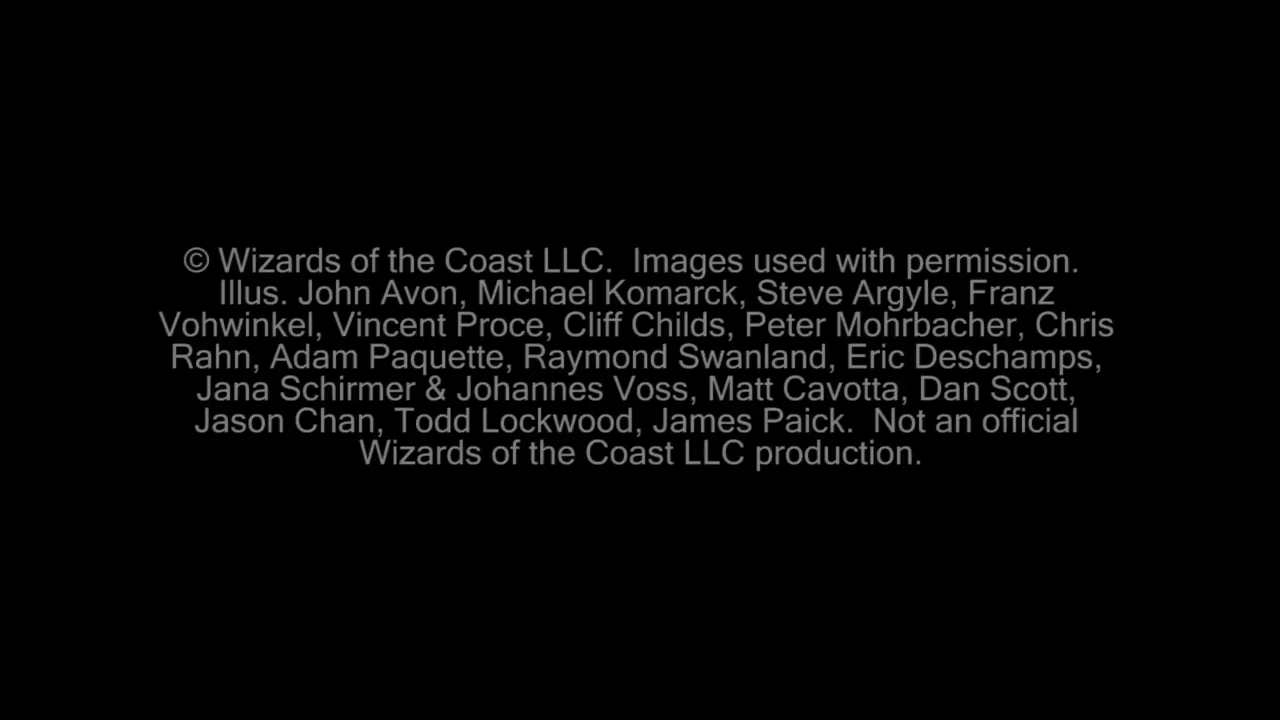 © Wizards of the Coast LLC.  Images used with permission.
Illus. John Avon, Michael Komarck, Steve Argyle, Franz
Vohwinkel, Vincent Proce, Cliff Childs, Peter Mohrbacher, Chris
Rahn, Adam Paquette, Raymond Swanland, Eric Deschamps,
Jana Schirmer & Johannes Voss, Matt Cavotta, Dan Scott,
Jason Chan, Todd Lockwood, James Paick.  Not an official
Wizards of the Coast LLC production.